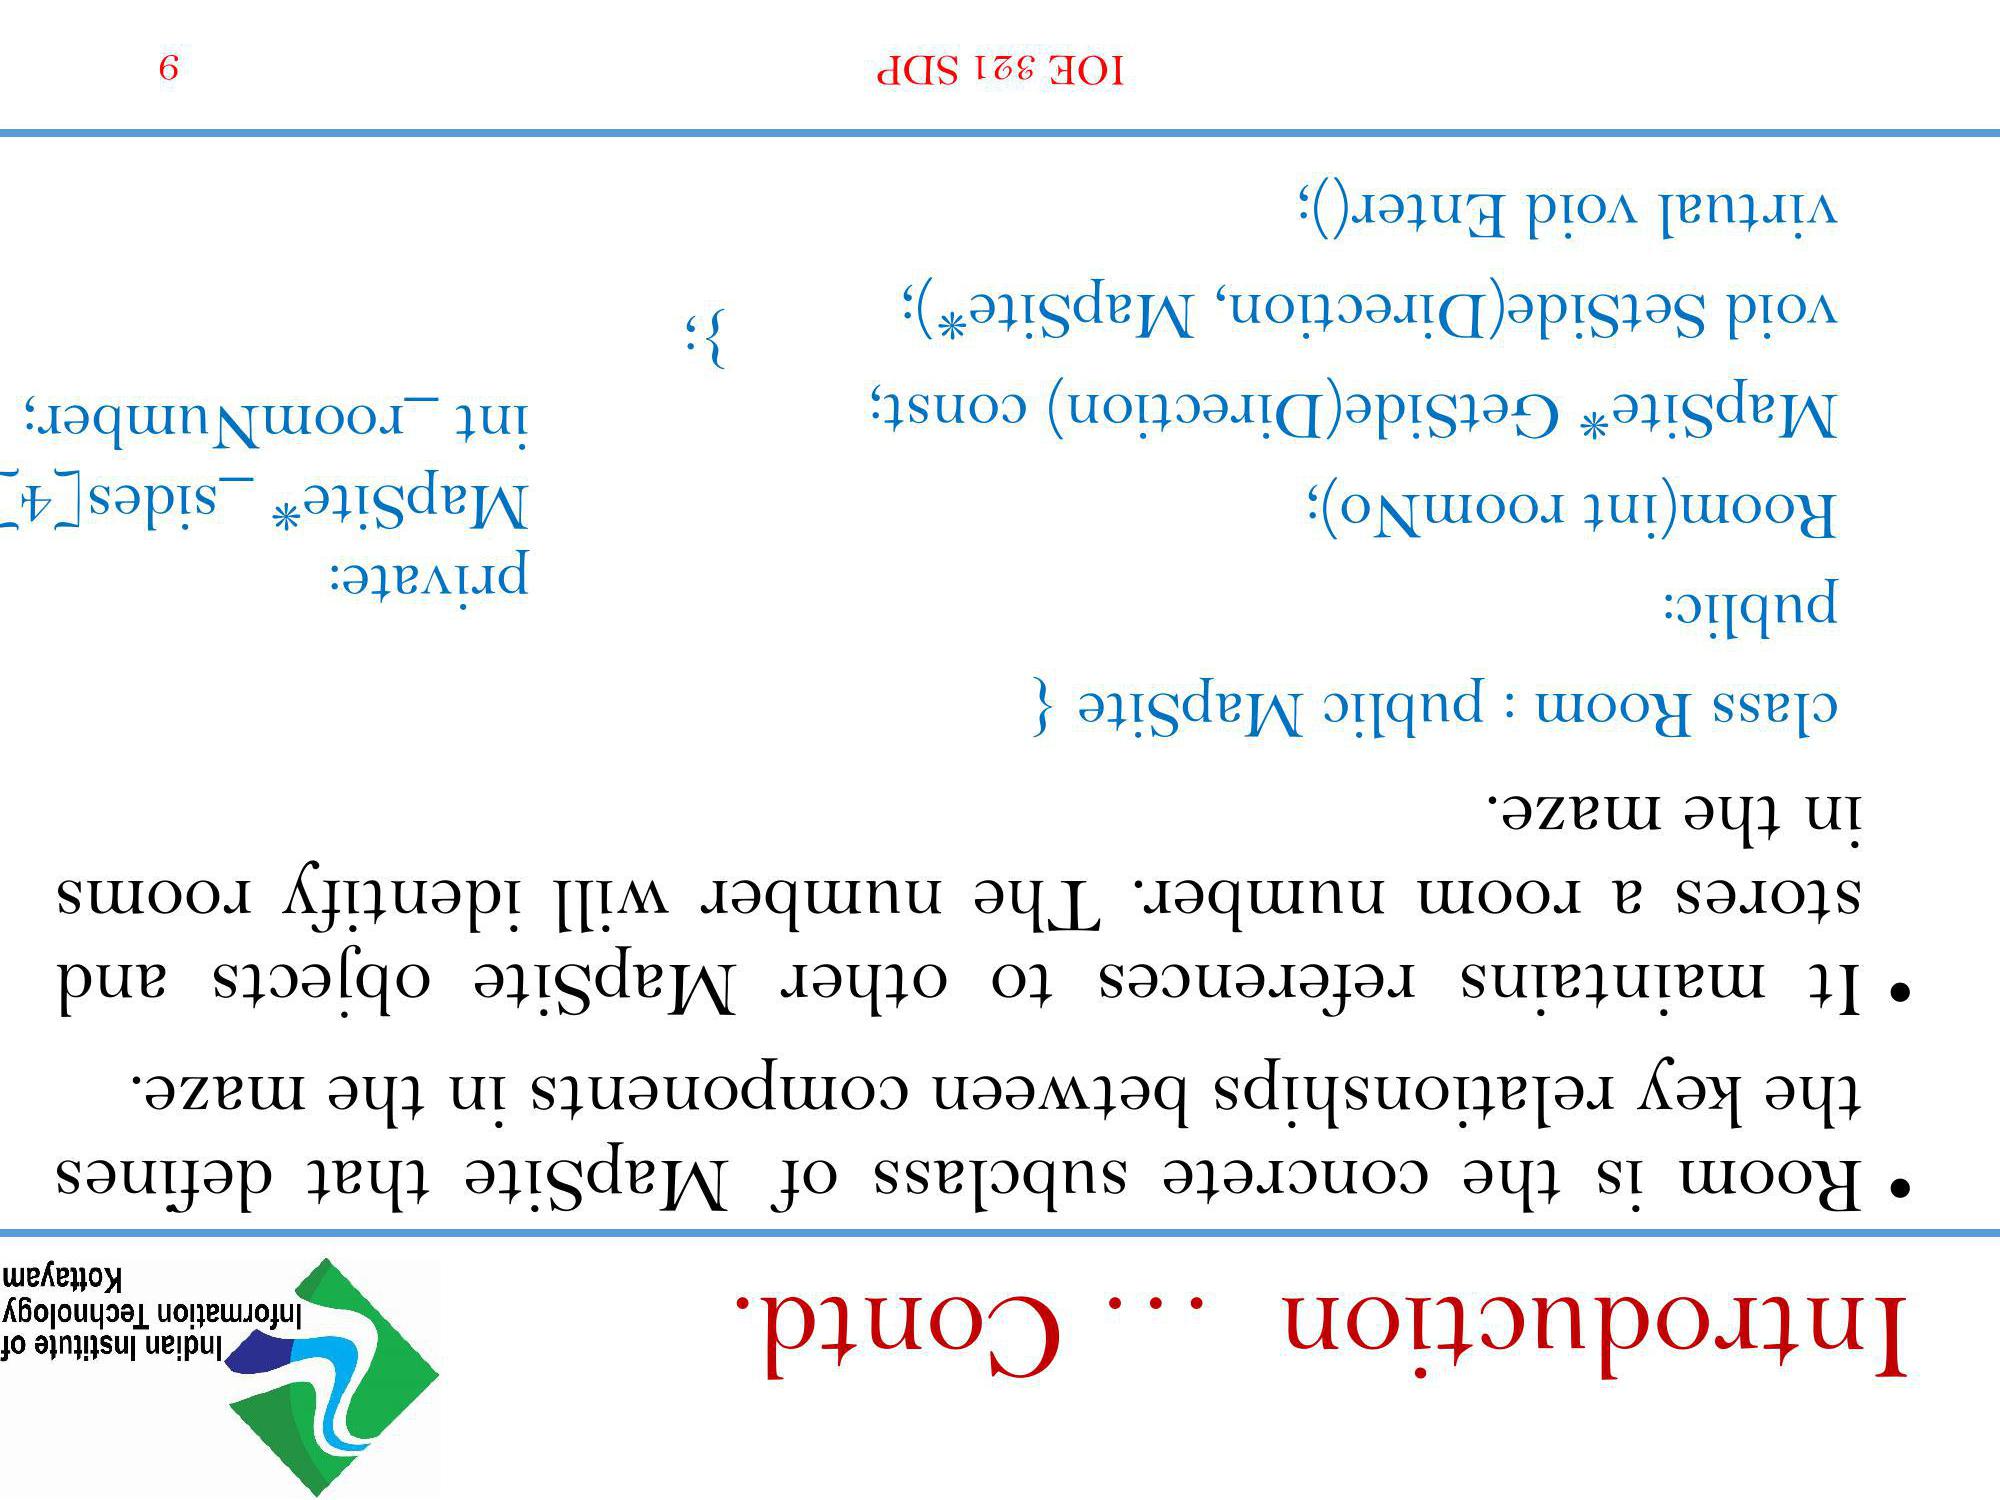 Introduction … Contd.
Indian Institute of
Information Technology
Kottayam
• Room is the concrete subclass of MapSite that defines
the key relationships between components in the maze.
• It maintains references to other MapSite objects and
stores a room number. The number will identify rooms
in the maze.
class Room : public MapSite {
public:
Room(int roomNo);
MapSite* GetSide(Direction) const;
void SetSide(Direction, MapSite*);
virtual void Enter();
private:
MapSite* _sides[4]
int _roomNumber;
};
IOE 321 SDP
9